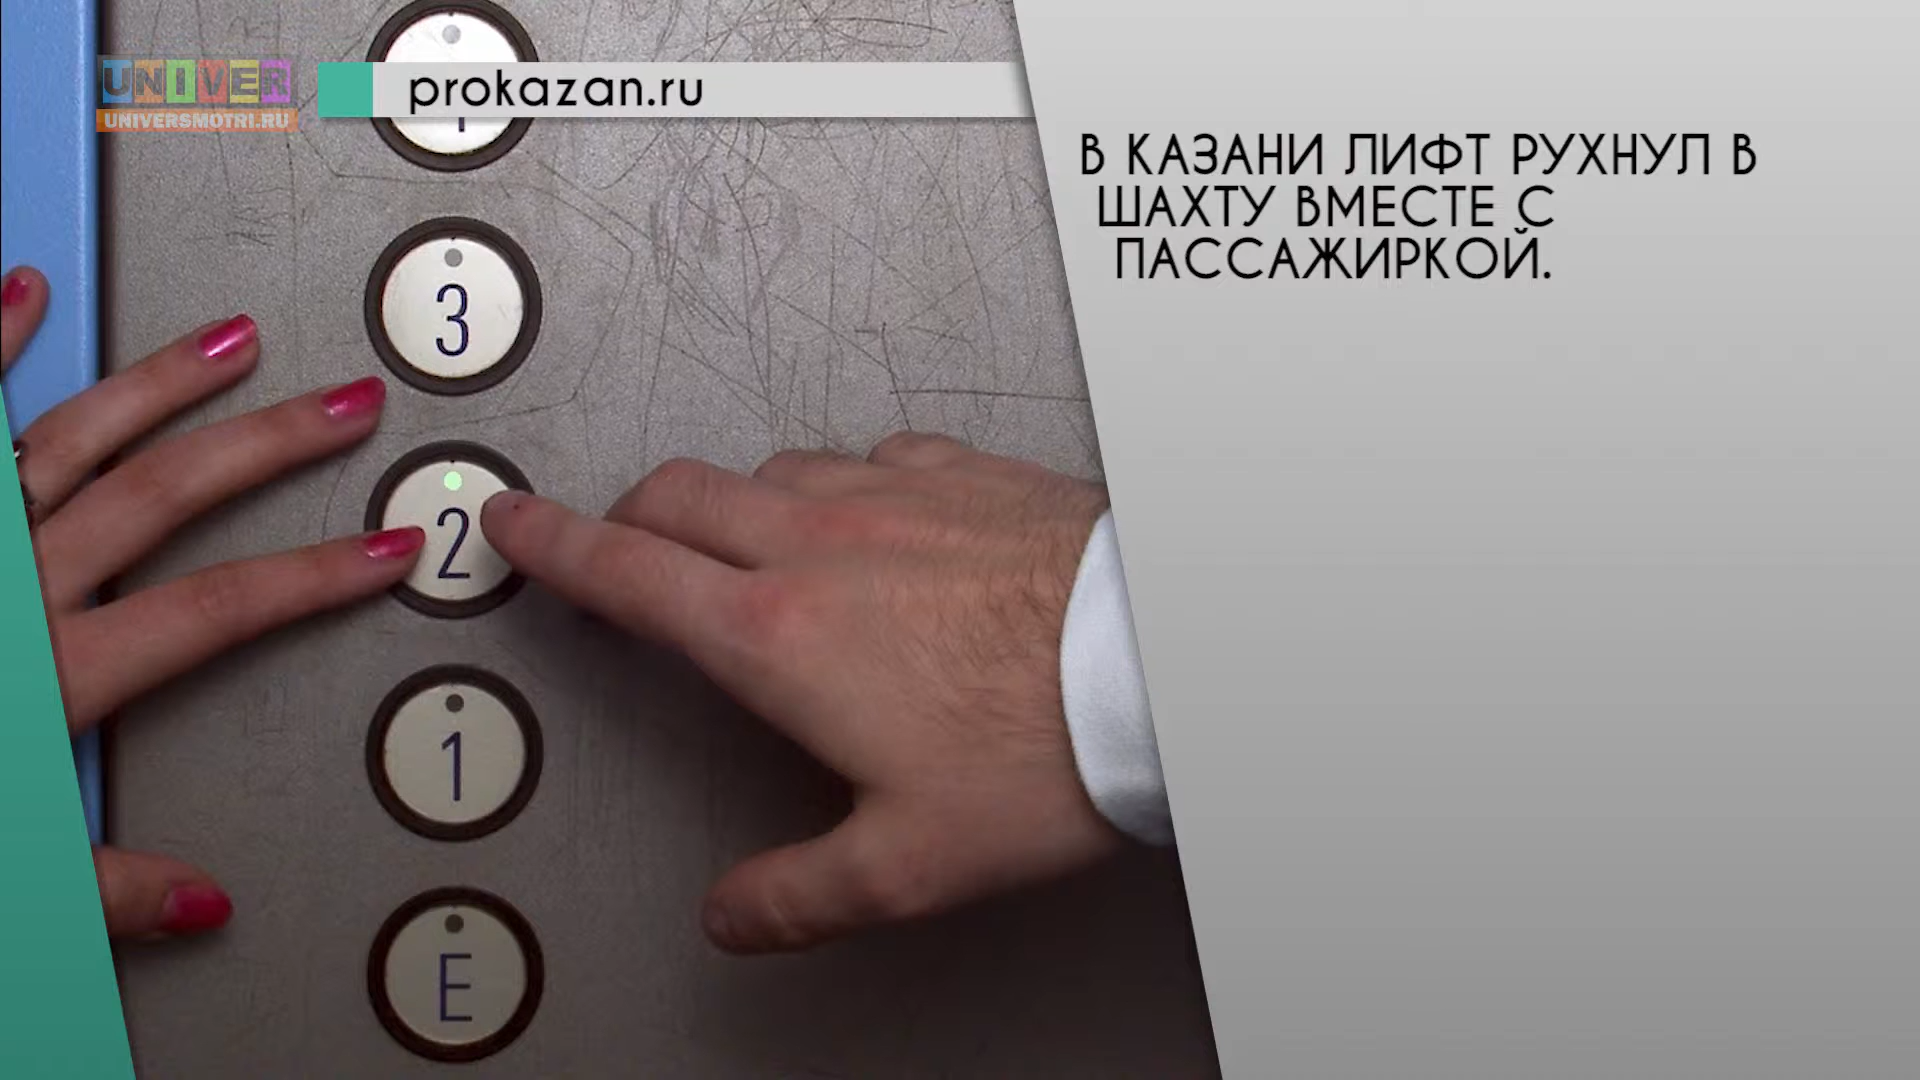 UNIVER
UNIVERSMOTRI.RU
prokazan.ru
В КАЗАНИ ЛИФТ РУХНУЛ В
ШАХТУ ВМЕСТЕ С
ПАССАЖИРКОЙ.
3
2
1
E